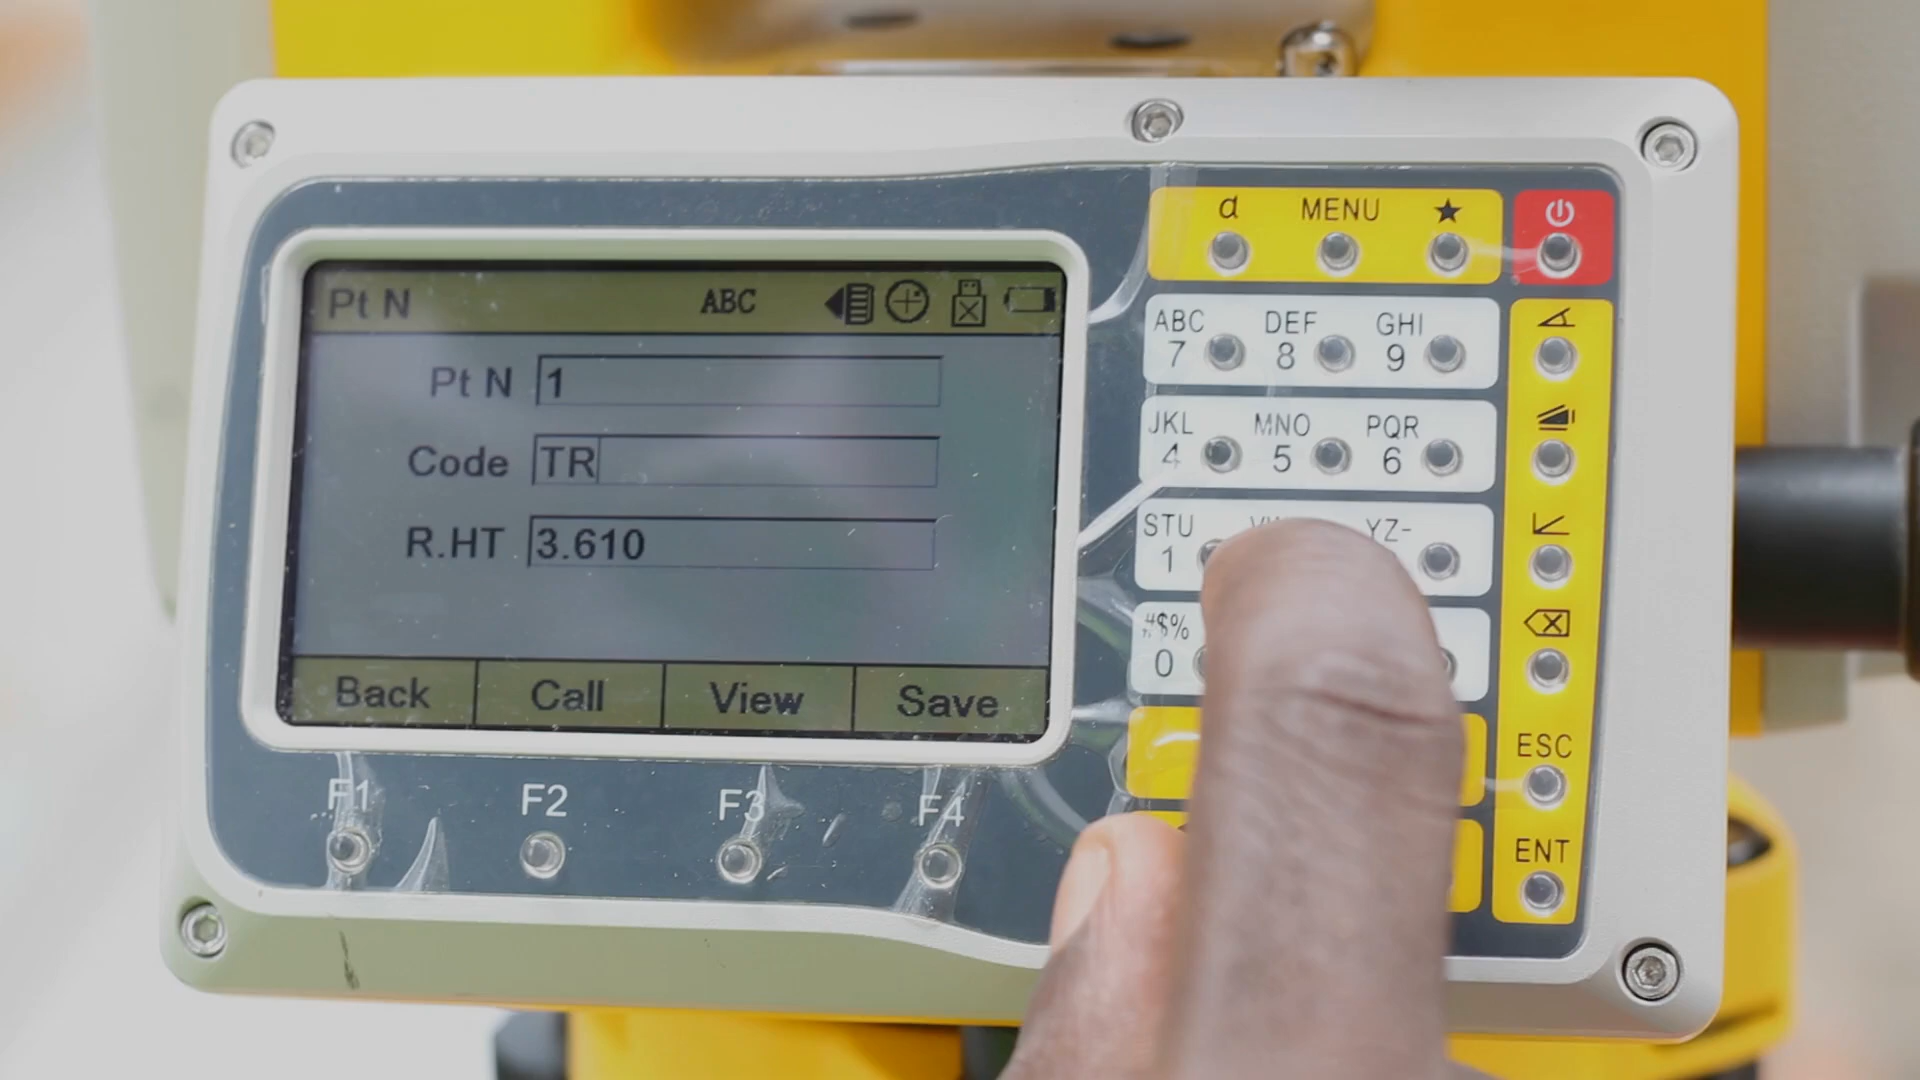 Pt N ABC
Pt N 1
Code TR
R.HT 3.610
Back Call View Save
F1 F2 F3 F4
α MENU ★
ABC DEF GHI
7 8 9
JKL MNO PQR
4 5 6
STU YZ-
1
#$%
0
ESC
ENT